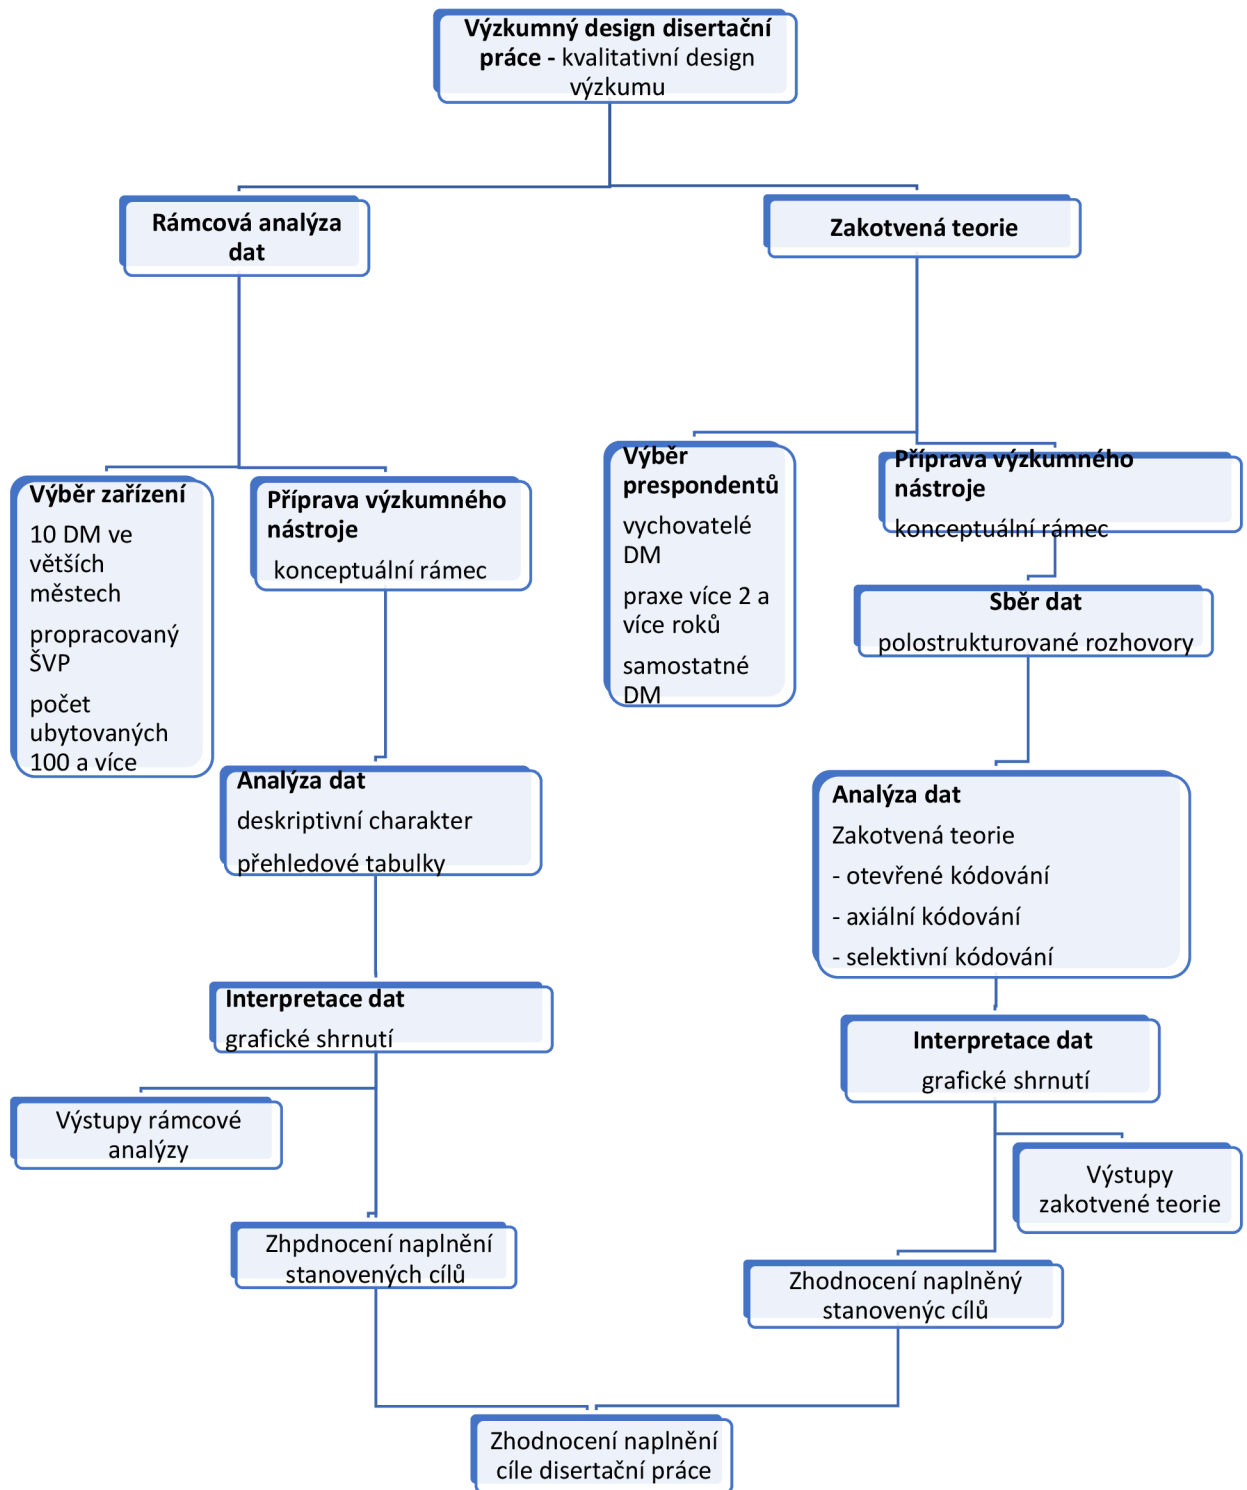 Výzkumný design disertační
práce - kvalitativní design
výzkumu
Rámcová analýza
dat
Zakotvená teorie
Výběr zařízení
10 DM ve
větších
městech
propracovaný
ŠVP
počet
ubytovaných
100 a více
Příprava výzkumného
nástroje
konceptuální rámec
Výběr
prespondentů
vychovatelé
DM
praxe více 2 a
více roků
samostatné
DM
Příprava výzkumného
nástroje
konceptuální rámec
Sběr dat
polostrukturované rozhovory
Analýza dat
deskriptivní charakter
přehledové tabulky
Analýza dat
Zakotvená teorie
- otevřené kódování
- axiální kódování
- selektivní kódování
Interpretace dat
grafické shrnutí
Interpretace dat
grafické shrnutí
Výstupy rámcové
analýzy
Výstupy
zakotvené teorie
Zhpdnocení naplnění
stanovených cílů
Zhodnocení naplněný
stanovenýc cílů
Zhodnocení naplnění
cíle disertační práce